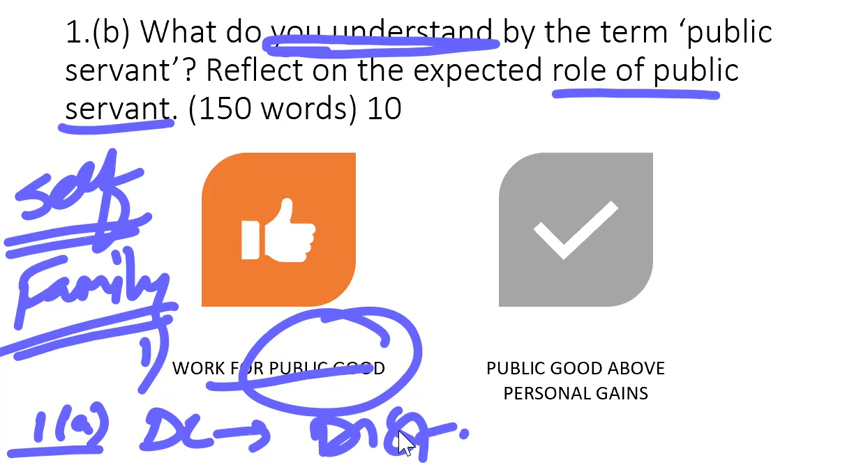 1.(b) What do you understand by the term ‘public
servant’? Reflect on the expected role of public
servant. (150 words) 10
Self
Family
1)
WORK FOR PUBLIC GOOD
PUBLIC GOOD ABOVE
PERSONAL GAINS
1(a) DC →